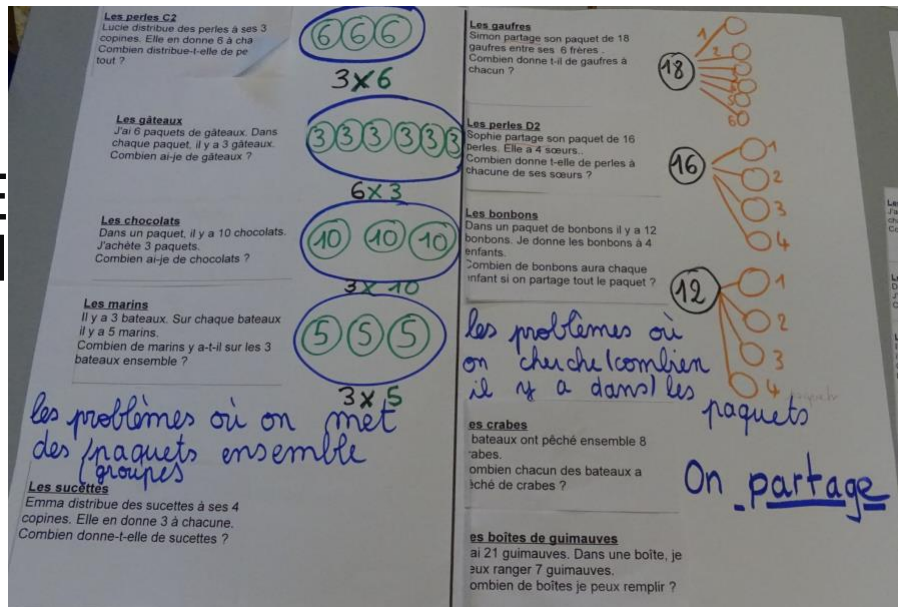 Les perles C2
Lucie distribue des perles à ses 3
copines. Elle en donne 6 à cha
Combien distribue-t-elle de pe
tout ?
6 6 6
3 x 6
Les gâteaux
J'ai 6 paquets de gâteaux. Dans
chaque paquet, il y a 3 gâteaux.
Combien ai-je de gâteaux ?
3 3 3 3 3 3
6 x 3
Les chocolats
Dans un paquet, il y a 10 chocolats.
J'achète 3 paquets.
Combien ai-je de chocolats ?
10 10 10
3 x 10
Les marins
Il y a 3 bateaux. Sur chaque bateaux
il y a 5 marins.
Combien de marins y a-t-il sur les 3
bateaux ensemble ?
5 5 5
3 x 5
les problèmes où on met
des paquets ensemble
groupes
Les sucettes
Emma distribue des sucettes à ses 4
copines. Elle en donne 3 à chacune.
Combien donne-t-elle de sucettes ?
Les gaufres
Simon partage son paquet de 18
gaufres entre ses 6 frères .
Combien donne t-il de gaufres à
chacun ?
18
1
2
6
Les perles D2
Sophie partage son paquet de 16
perles. Elle a 4 sœurs..
Combien donne t-elle de perles à
chacune de ses sœurs ?
16
1
2
3
4
Les bonbons
Dans un paquet de bonbons il y a 12
bonbons. Je donne les bonbons à 4
enfants.
Combien de bonbons aura chaque
enfant si on partage tout le paquet ?
12
1
2
3
4
les problèmes où
on cherche (combien
il y a dans) les
paquets
es crabes
bateaux ont pêché ensemble 8
rabes.
ombien chacun des bateaux a
êché de crabes ?
On partage
es boîtes de guimauves
ai 21 guimauves. Dans une boîte, je
eux ranger 7 guimauves.
ombien de boîtes je peux remplir ?